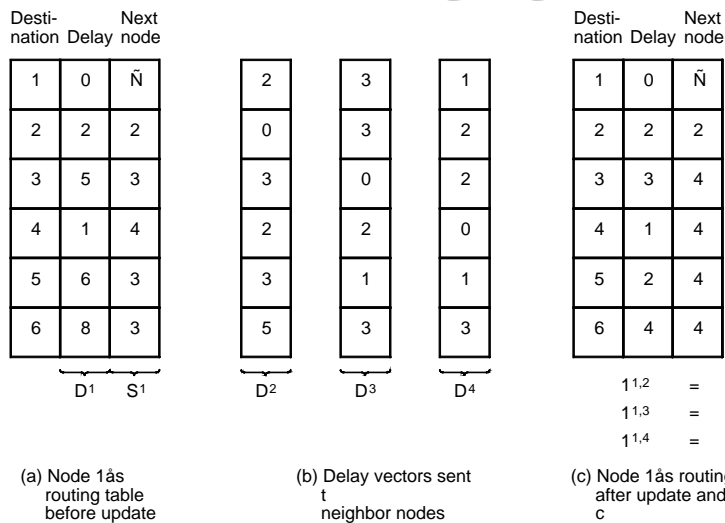 Desti- Next
nation Delay node
1 0 Ñ
2 2 2
3 5 3
4 1 4
5 6 3
6 8 3
D1 S1
(a) Node 1ås
routing table
before update
2 3 1
0 3 2
3 0 2
2 2 0
3 1 1
5 3 3
D2 D3 D4
(b) Delay vectors sent
t
neighbor nodes
Desti- Next
nation Delay node
1 0 Ñ
2 2 2
3 3 4
4 1 4
5 2 4
6 4 4
11,2 =
11,3 =
11,4 =
(c) Node 1ås routing
after update and
c